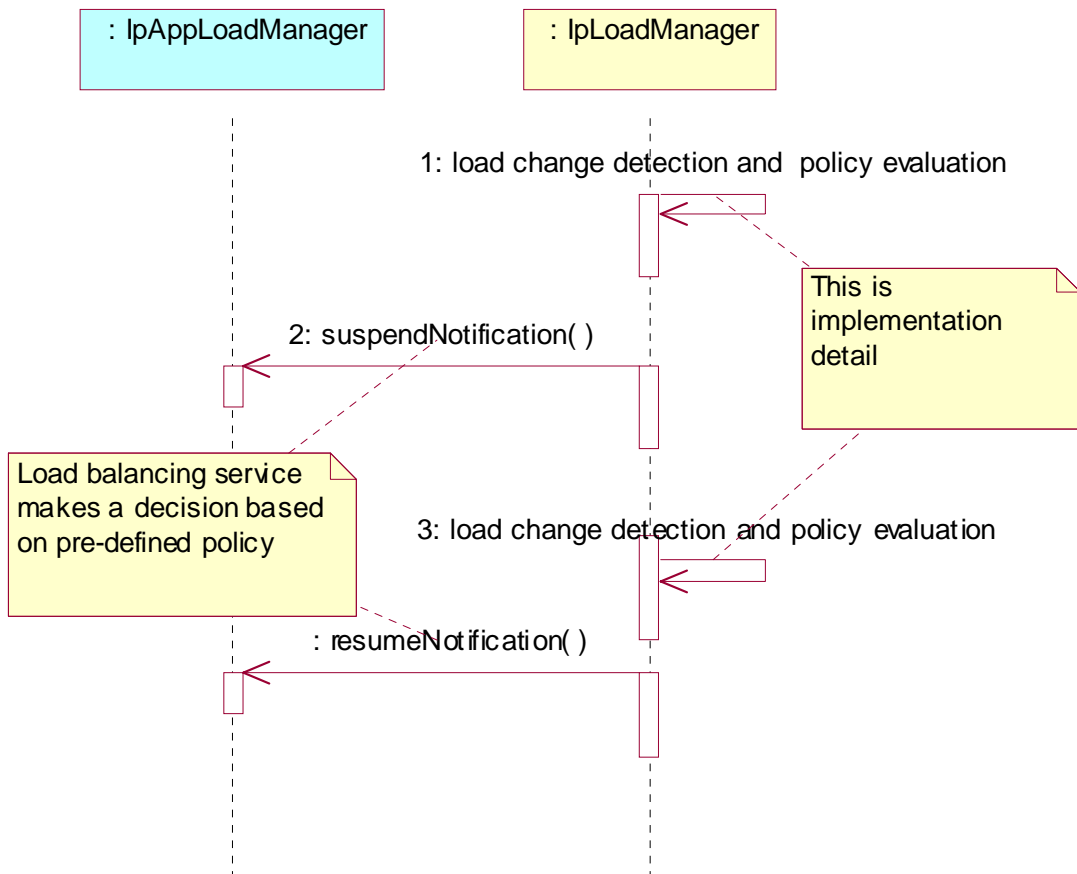 : IpAppLoadManager
: IpLoadManager
1: load change detection and policy evaluation
This is
implementation
detail
2: suspendNotification( )
Load balancing service
makes a decision based
on pre-defined policy
3: load change detection and policy evaluation
: resumeNotification( )